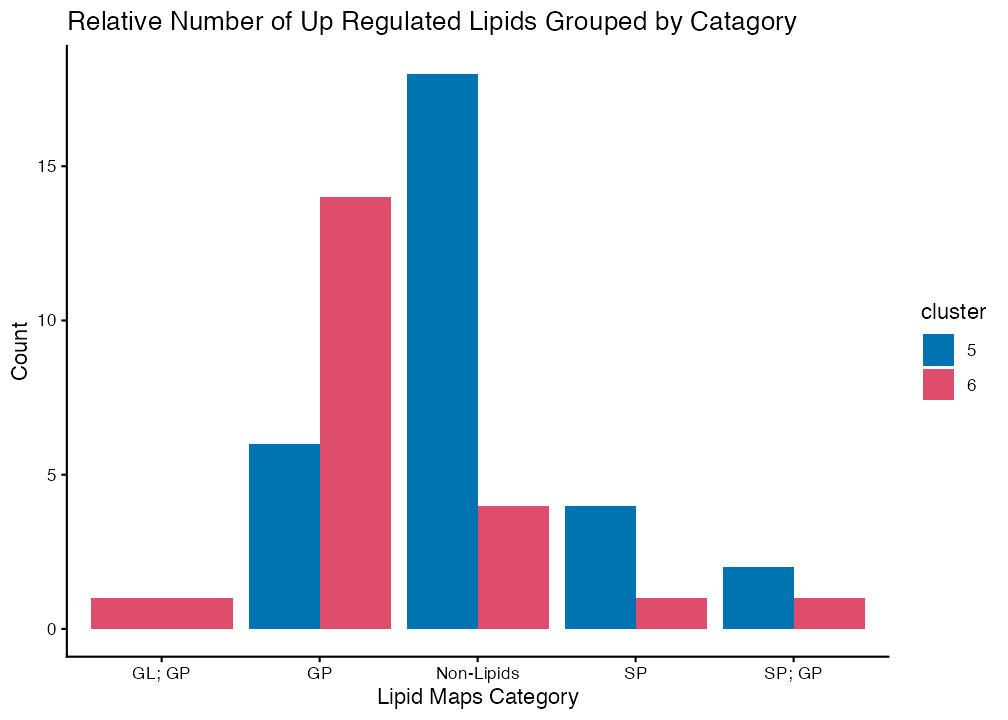 Relative Number of Up Regulated Lipids Grouped by Catagory
Count
15
10
5
0
GL; GP
GP
Non-Lipids
SP
SP; GP
Lipid Maps Category
cluster
5
6